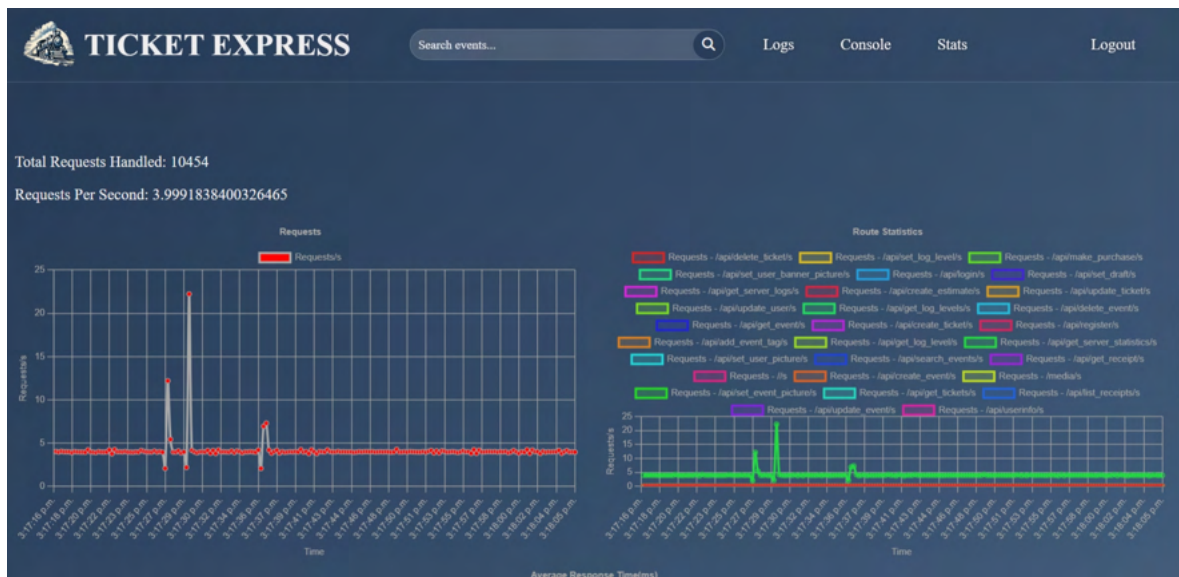 TICKET EXPRESS
Search events...
Logs Console Stats Logout
Total Requests Handled: 10454
Requests Per Second: 3.9991838400326465
Requests
Requests/s
25
20
15
10
5
0
Requests/s
Time
Route Statistics
Requests - /api/delete_ticket/s Requests - /api/set_log_level/s Requests - /api/make_purchase/s
Requests - /api/set_user_banner_picture/s Requests - /api/login/s Requests - /api/set_draft/s
Requests - /api/get_server_logs/s Requests - /api/create_estimate/s Requests - /api/update_ticket/s
Requests - /api/update_user/s Requests - /api/get_log_levels/s Requests - /api/delete_event/s
Requests - /api/get_event/s Requests - /api/create_ticket/s Requests - /api/register/s
Requests - /api/add_event_tag/s Requests - /api/get_log_level/s Requests - /api/get_server_statistics/s
Requests - /api/set_user_picture/s Requests - /api/search_events/s Requests - /api/get_receipt/s
Requests - //s Requests - /api/create_event/s Requests - /media/s
Requests - /api/set_event_picture/s Requests - /api/get_tickets/s Requests - /api/list_receipts/s
Requests - /api/update_event/s Requests - /api/userinfo/s
25
20
15
10
5
0
Requests/s
Time
Average Response Time(ms)